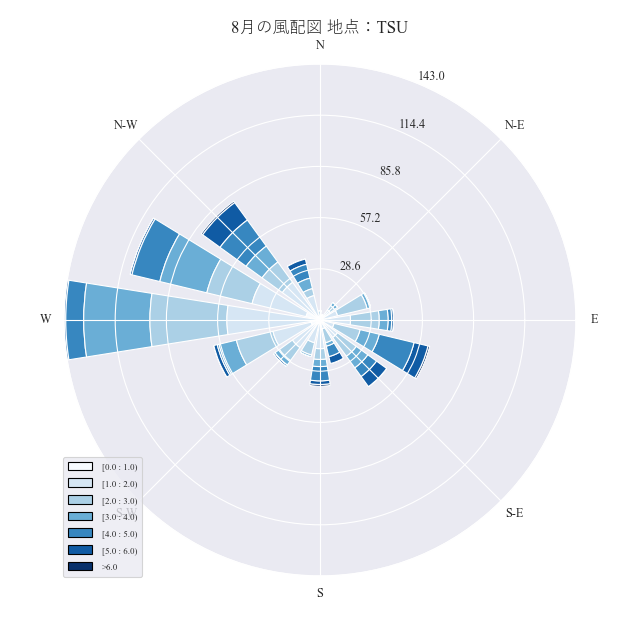 8月の風配図 地点：TSU
N
143.0
N-W
114.4
N-E
85.8
57.2
28.6
W
E
[0.0 : 1.0)
[1.0 : 2.0)
[2.0 : 3.0)
[3.0 : 4.0)
[4.0 : 5.0)
[5.0 : 6.0)
>6.0
S-W
S-E
S